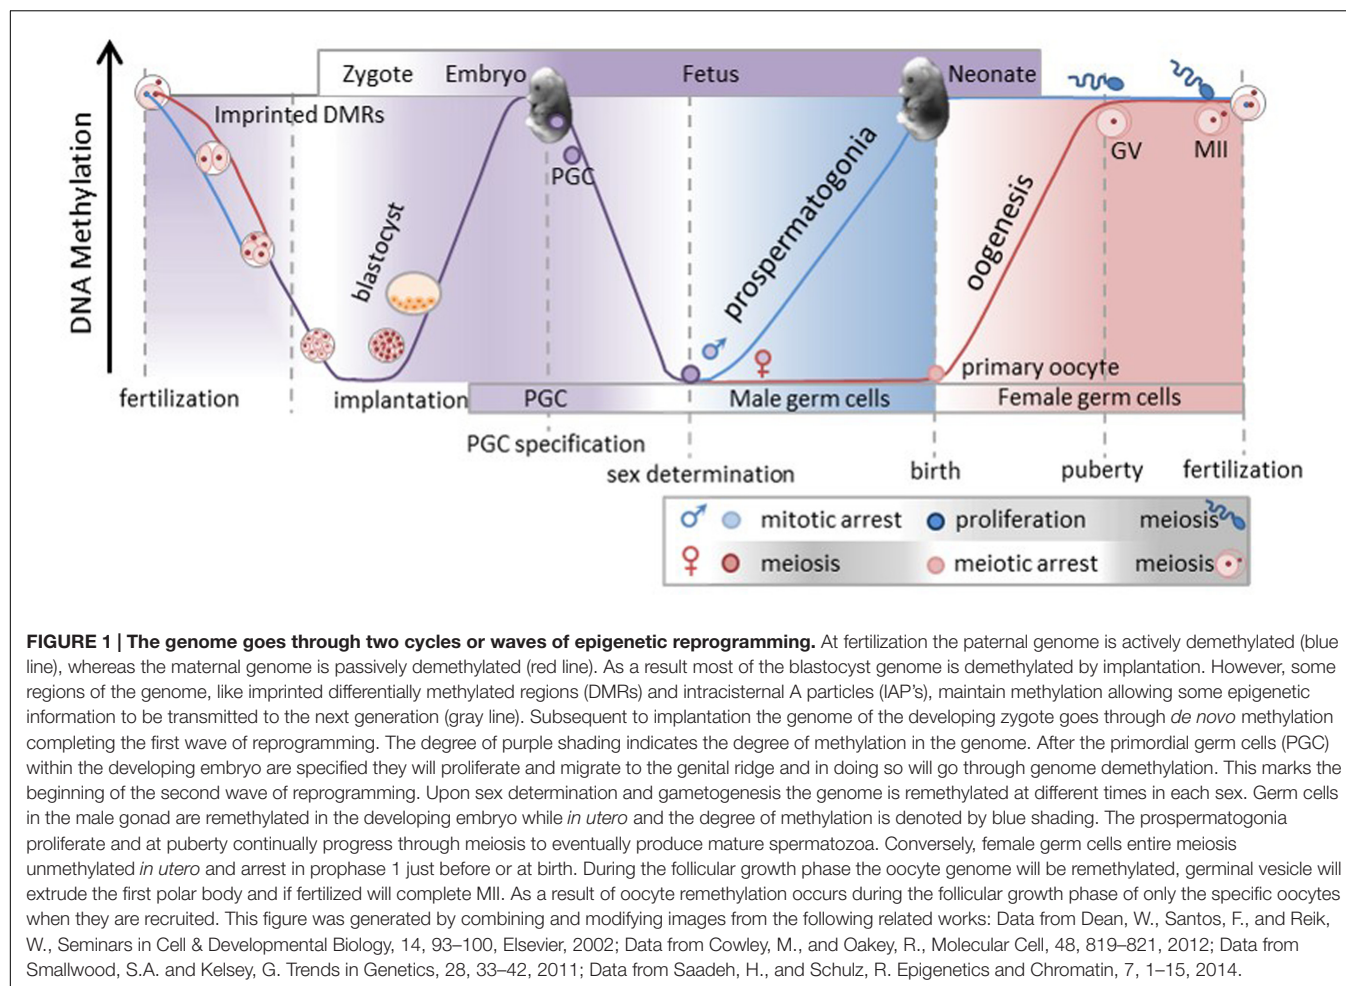 Zygote Embryo Fetus Neonate
Imprinted DMRs
DNA Methylation
blastocyst
PGC
prospermatogonia
oogenesis
GV MII
primary oocyte
fertilization implantation PGC Male germ cells Female germ cells
PGC specification
sex determination birth puberty fertilization
♂ mitotic arrest proliferation meiosis
♀ meiosis meiotic arrest meiosis
FIGURE 1 | The genome goes through two cycles or waves of epigenetic reprogramming. At fertilization the paternal genome is actively demethylated (blue
line), whereas the maternal genome is passively demethylated (red line). As a result most of the blastocyst genome is demethylated by implantation. However, some
regions of the genome, like imprinted differentially methylated regions (DMRs) and intracisternal A particles (IAP's), maintain methylation allowing some epigenetic
information to be transmitted to the next generation (gray line). Subsequent to implantation the genome of the developing zygote goes through de novo methylation
completing the first wave of reprogramming. The degree of purple shading indicates the degree of methylation in the genome. After the primordial germ cells (PGC)
within the developing embryo are specified they will proliferate and migrate to the genital ridge and in doing so will go through genome demethylation. This marks the
beginning of the second wave of reprogramming. Upon sex determination and gametogenesis the genome is remethylated at different times in each sex. Germ cells
in the male gonad are remethylated in the developing embryo while in utero and the degree of methylation is denoted by blue shading. The prospermatogonia
proliferate and at puberty continually progress through meiosis to eventually produce mature spermatozoa. Conversely, female germ cells entire meiosis
unmethylated in utero and arrest in prophase 1 just before or at birth. During the follicular growth phase the oocyte genome will be remethylated, germinal vesicle will
extrude the first polar body and if fertilized will complete MII. As a result of oocyte remethylation occurs during the follicular growth phase of only the specific oocytes
when they are recruited. This figure was generated by combining and modifying images from the following related works: Data from Dean, W., Santos, F., and Reik,
W., Seminars in Cell & Developmental Biology, 14, 93–100, Elsevier, 2002; Data from Cowley, M., and Oakey, R., Molecular Cell, 48, 819–821, 2012; Data from
Smallwood, S.A. and Kelsey, G. Trends in Genetics, 28, 33–42, 2011; Data from Saadeh, H., and Schulz, R. Epigenetics and Chromatin, 7, 1–15, 2014.